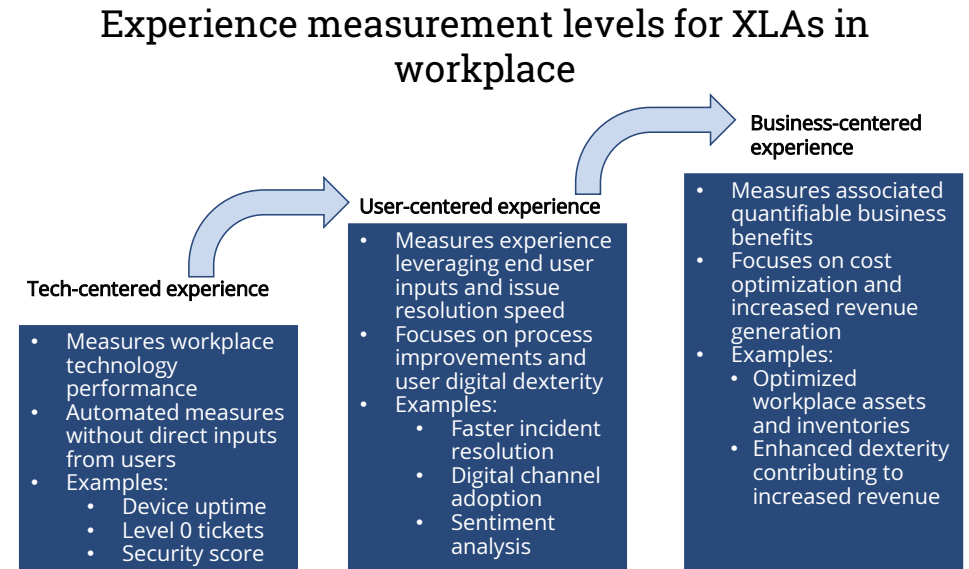 Experience measurement levels for XLAs in
workplace
Tech-centered experience
• Measures workplace
technology
performance
• Automated measures
without direct inputs
from users
• Examples:
• Device uptime
• Level 0 tickets
• Security score
User-centered experience
• Measures experience
leveraging end user
inputs and issue
resolution speed
• Focuses on process
improvements and
user digital dexterity
• Examples:
• Faster incident
resolution
• Digital channel
adoption
• Sentiment
analysis
Business-centered
experience
• Measures associated
quantifiable business
benefits
• Focuses on cost
optimization and
increased revenue
generation
• Examples:
• Optimized
workplace assets
and inventories
• Enhanced dexterity
contributing to
increased revenue